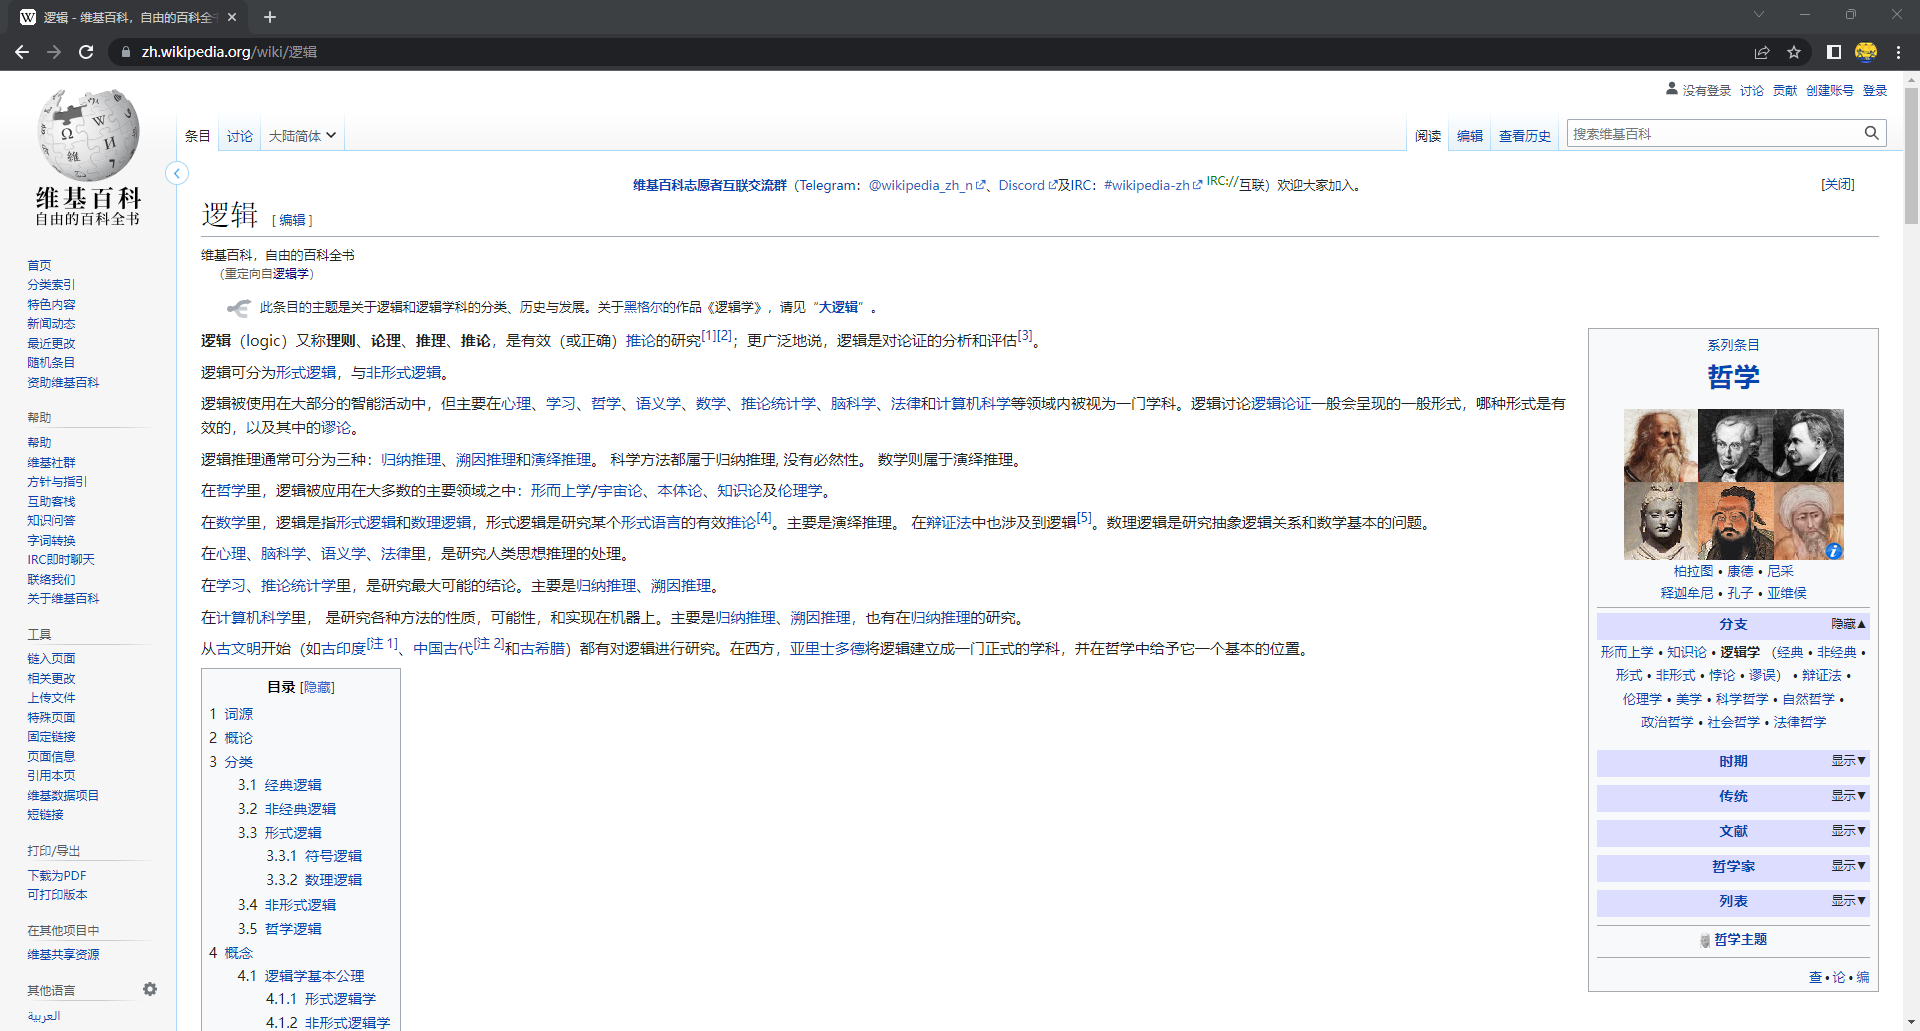 逻辑 - 维基百科，自由的百科全
zh.wikipedia.org/wiki/逻辑
没有登录 讨论 贡献 创建账号 登录
条目 讨论 大陆简体 阅读 编辑 查看历史 搜索维基百科
维基百科
自由的百科全书
维基百科志愿者互联交流群（Telegram：@wikipedia_zh_n、Discord及IRC：#wikipedia-zh IRC://互联）欢迎大家加入。 [关闭]
逻辑 [ 编辑 ]
维基百科，自由的百科全书
（重定向自逻辑学）
此条目的主题是关于逻辑和逻辑学科的分类、历史与发展。关于黑格尔的作品《逻辑学》，请见“大逻辑”。
逻辑（logic）又称理则、论理、推理、推论，是有效（或正确）推论的研究[1][2]；更广泛地说，逻辑是对论证的分析和评估[3]。
逻辑可分为形式逻辑，与非形式逻辑。
逻辑被使用在大部分的智能活动中，但主要在心理、学习、哲学、语义学、数学、推论统计学、脑科学、法律和计算机科学等领域内被视为一门学科。逻辑讨论逻辑论证一般会呈现的一般形式，哪种形式是有
效的，以及其中的谬论。
逻辑推理通常可分为三种：归纳推理、溯因推理和演绎推理。 科学方法都属于归纳推理, 没有必然性。 数学则属于演绎推理。
在哲学里，逻辑被应用在大多数的主要领域之中：形而上学/宇宙论、本体论、知识论及伦理学。
在数学里，逻辑是指形式逻辑和数理逻辑，形式逻辑是研究某个形式语言的有效推论[4]。主要是演绎推理。 在辩证法中也涉及到逻辑[5]。数理逻辑是研究抽象逻辑关系和数学基本的问题。
在心理、脑科学、语义学、法律里，是研究人类思想推理的处理。
在学习、推论统计学里，是研究最大可能的结论。主要是归纳推理、溯因推理。
在计算机科学里， 是研究各种方法的性质，可能性，和实现在机器上。主要是归纳推理、溯因推理，也有在归纳推理的研究。
从古文明开始（如古印度[注 1]、中国古代[注 2]和古希腊）都有对逻辑进行研究。在西方，亚里士多德将逻辑建立成一门正式的学科，并在哲学中给予它一个基本的位置。
目录 [隐藏]
1 词源
2 概论
3 分类
3.1 经典逻辑
3.2 非经典逻辑
3.3 形式逻辑
3.3.1 符号逻辑
3.3.2 数理逻辑
3.4 非形式逻辑
3.5 哲学逻辑
4 概念
4.1 逻辑学基本公理
4.1.1 形式逻辑学
4.1.2 非形式逻辑学
首页
分类索引
特色内容
新闻动态
最近更改
随机条目
资助维基百科
帮助
帮助
维基社群
方针与指引
互助客栈
知识问答
字词转换
IRC即时聊天
联络我们
关于维基百科
工具
链入页面
相关更改
上传文件
特殊页面
固定链接
页面信息
引用本页
维基数据项目
短链接
打印/导出
下载为PDF
可打印版本
在其他项目中
维基共享资源
其他语言
العربية
系列条目
哲学
柏拉图 • 康德 • 尼采
释迦牟尼 • 孔子 • 亚维侯
分支 隐藏▲
形而上学 • 知识论 • 逻辑学 （经典 • 非经典 •
形式 • 非形式 • 悖论 • 谬误） • 辩证法 •
伦理学 • 美学 • 科学哲学 • 自然哲学 •
政治哲学 • 社会哲学 • 法律哲学
时期 显示▼
传统 显示▼
文献 显示▼
哲学家 显示▼
列表 显示▼
哲学主题
查 • 论 • 编